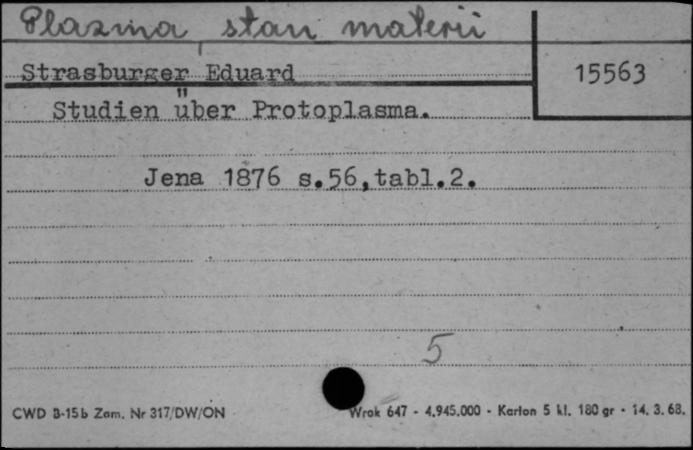 Plazma, stan materii
Strasburger Eduard
15563
Studien über Protoplasma.
Jena 1876 s.56,tabl.2.
5
CWD B-15b Zam. Nr 317/DW/ON
Wrok 647 - 4.945.000 - Karton 5 kl. 180 gr - 14. 3. 68.